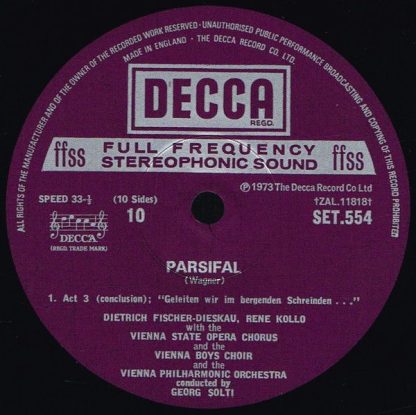 ALL RIGHTS OF THE MANUFACTURER AND OF THE OWNER OF THE RECORDED WORK RESERVED · UNAUTHORISED PUBLIC PERFORMANCE BROADCASTING AND COPYING OF THIS RECORD PROHIBITED
MADE IN ENGLAND · THE DECCA RECORD CO. LTD.
DECCA
REGD.
ffss FULL FREQUENCY STEREOPHONIC SOUND ffss
SPEED 33-⅓ (10 Sides)
10
DECCA
(REGD. TRADE MARK)
Ⓟ 1973 The Decca Record Co Ltd
†ZAL.11818†
SET.554
PARSIFAL
(Wagner)
1. Act 3 (conclusion); "Geleiten wir im bergenden Schreinden . . ."
DIETRICH FISCHER-DIESKAU, RENE KOLLO
with the
VIENNA STATE OPERA CHORUS
and the
VIENNA BOYS CHOIR
and the
VIENNA PHILHARMONIC ORCHESTRA
conducted by
GEORG SOLTI